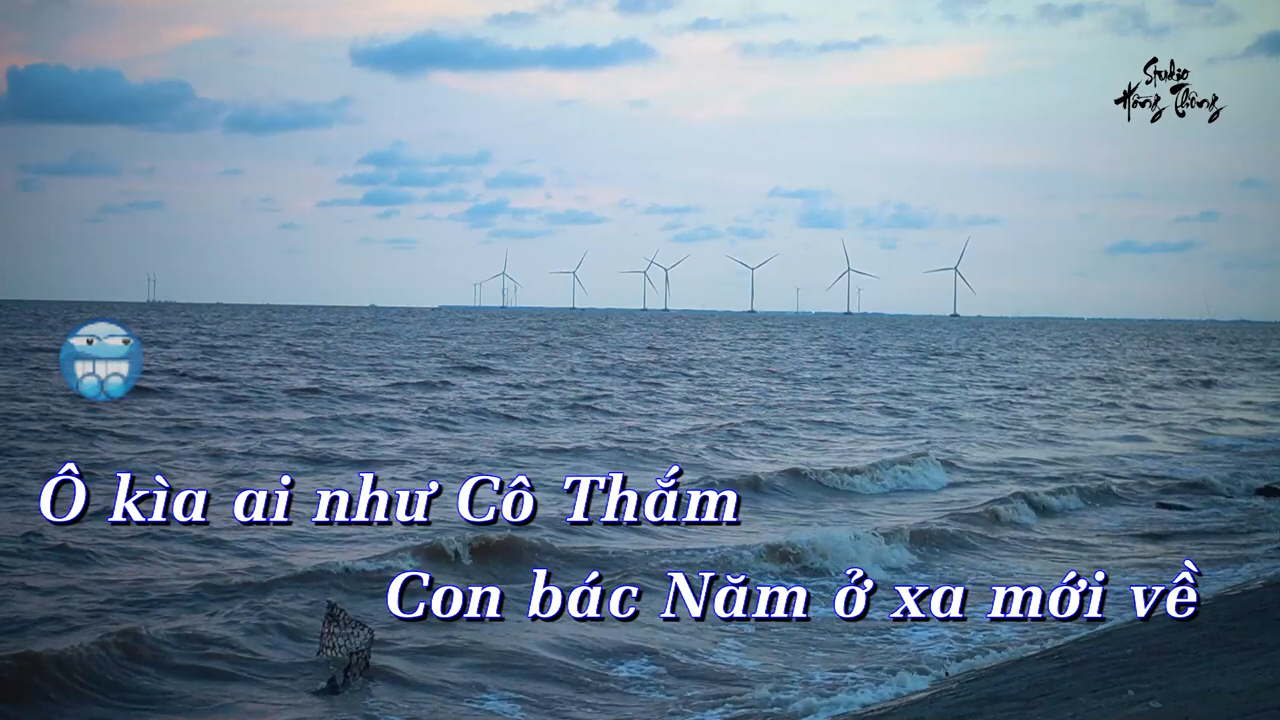 Studio
Hồng Thông
Ô kìa ai như Cô Thắm
Con bác Năm ở xa mới về